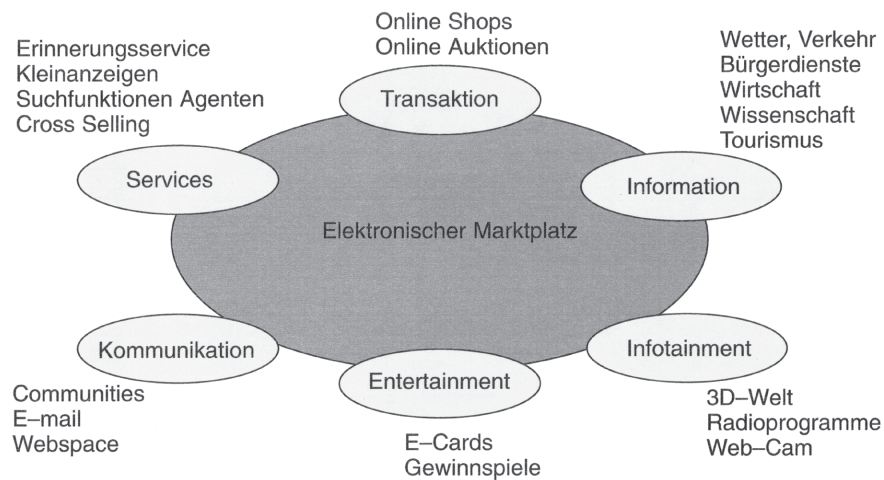 Online Shops
Online Auktionen
Transaktion
Erinnerungsservice
Kleinanzeigen
Suchfunktionen Agenten
Cross Selling
Services
Wetter, Verkehr
Bürgerdienste
Wirtschaft
Wissenschaft
Tourismus
Information
Elektronischer Marktplatz
Kommunikation
Communities
E–mail
Webspace
Entertainment
E–Cards
Gewinnspiele
Infotainment
3D–Welt
Radioprogramme
Web–Cam